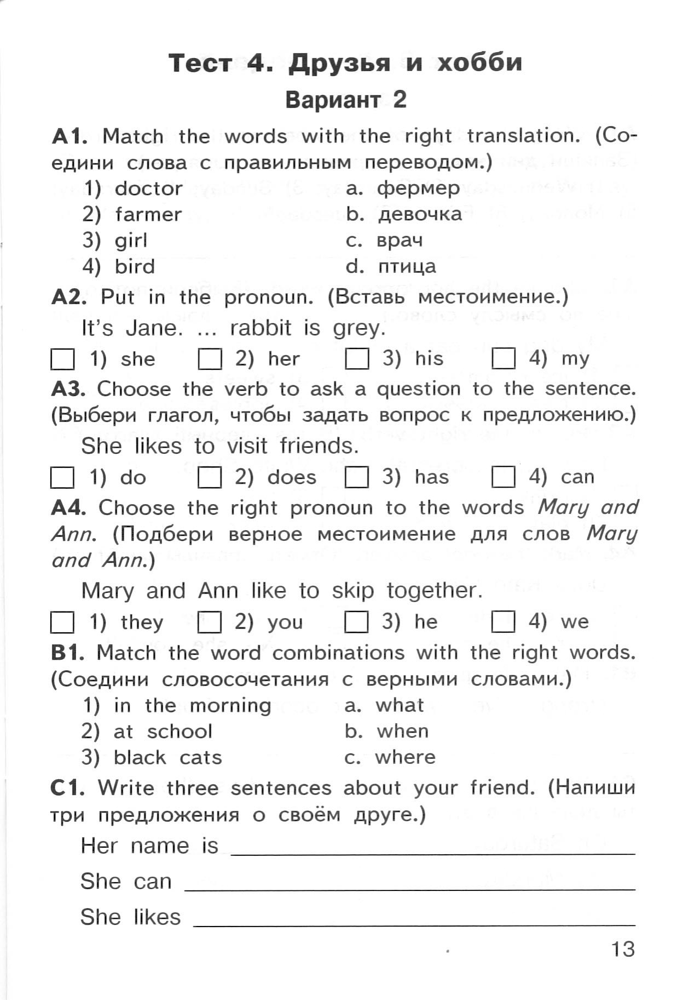 Тест 4. Друзья и хобби
Вариант 2
A1. Match the words with the right translation. (Со-
едини слова с правильным переводом.)
1) doctor a. фермер
2) farmer b. девочка
3) girl c. врач
4) bird d. птица
A2. Put in the pronoun. (Вставь местоимение.)
It's Jane. ... rabbit is grey.
1) she 2) her 3) his 4) my
A3. Choose the verb to ask a question to the sentence.
(Выбери глагол, чтобы задать вопрос к предложению.)
She likes to visit friends.
1) do 2) does 3) has 4) can
A4. Choose the right pronoun to the words Mary and
Ann. (Подбери верное местоимение для слов Mary
and Ann.)
Mary and Ann like to skip together.
1) they 2) you 3) he 4) we
B1. Match the word combinations with the right words.
(Соедини словосочетания с верными словами.)
1) in the morning a. what
2) at school b. when
3) black cats c. where
C1. Write three sentences about your friend. (Напиши
три предложения о своём друге.)
Her name is
She can
She likes
13